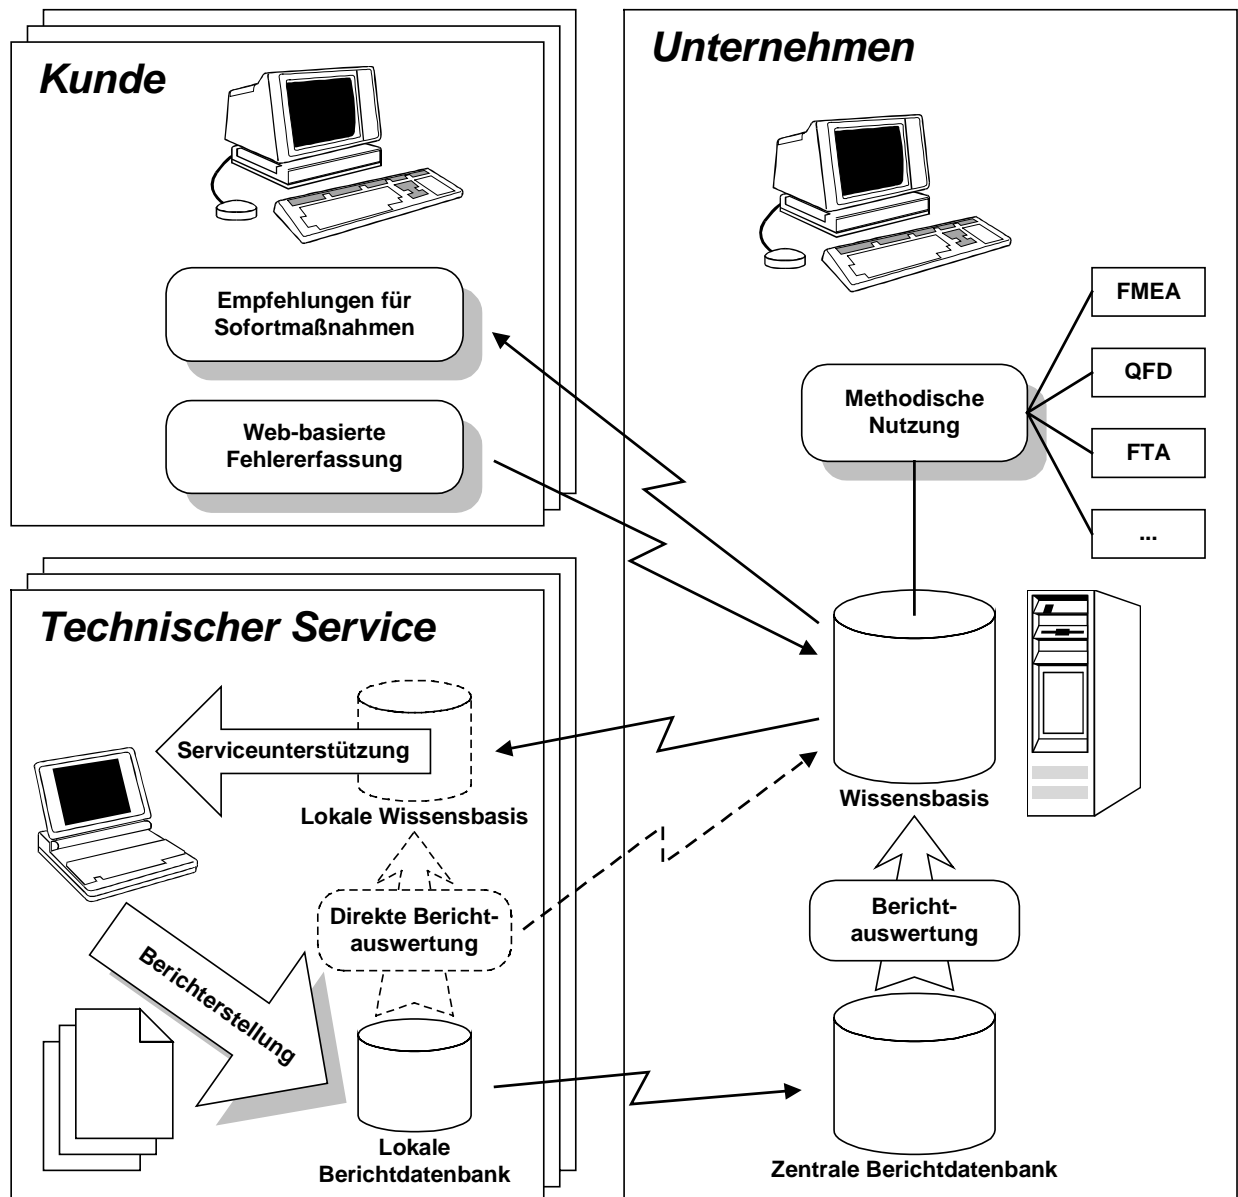 Kunde
Empfehlungen für
Sofortmaßnahmen
Web-basierte
Fehlererfassung
Unternehmen
FMEA
QFD
FTA
...
Methodische
Nutzung
Wissensbasis
Bericht-
auswertung
Zentrale Berichtdatenbank
Technischer Service
Serviceunterstützung
Lokale Wissensbasis
Direkte Bericht-
auswertung
Berichterstellung
Lokale
Berichtdatenbank